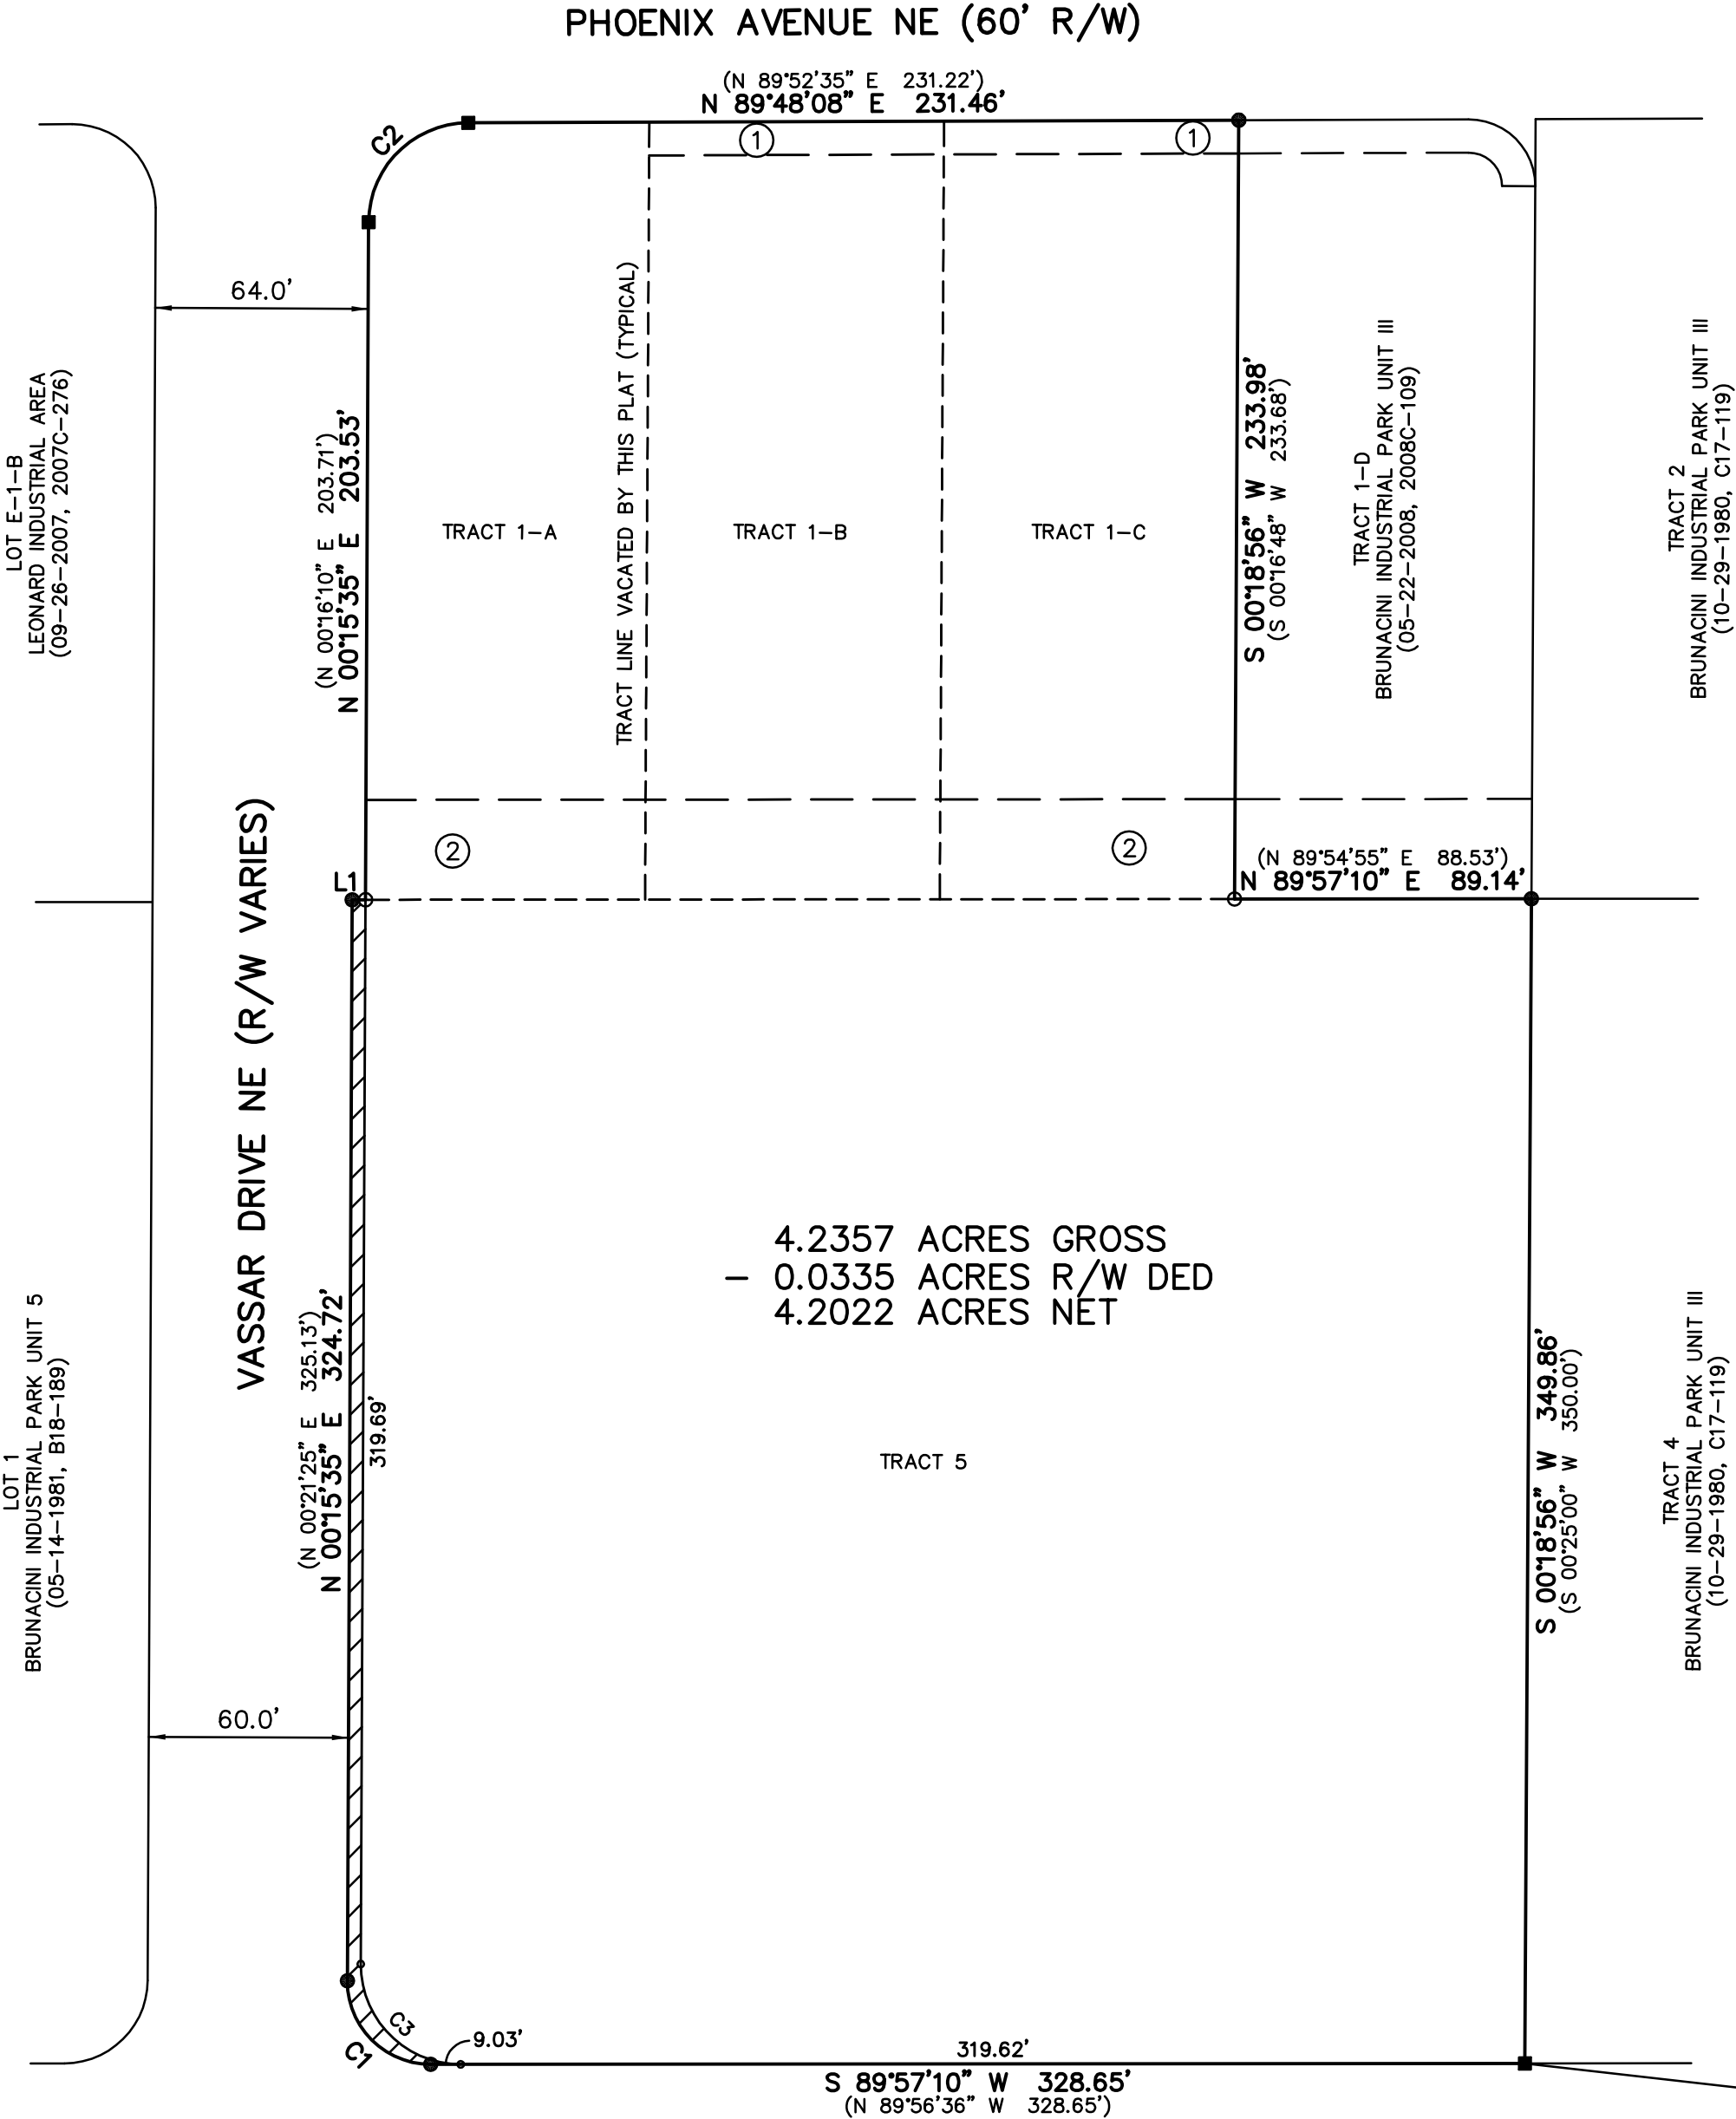 PHOENIX AVENUE NE (60' R/W)
(N 89°52'35" E 231.22')
N 89°48'08" E 231.46'
C2
1
1
64.0'
LOT E-1-B
LEONARD INDUSTRIAL AREA
(09-26-2007, 2007C-276)
(N 00°16'10" E 203.71')
N 00°15'35" E 203.53'
TRACT LINE VACATED BY THIS PLAT (TYPICAL)
TRACT 1-A
TRACT 1-B
TRACT 1-C
S 00°18'56" W 233.98'
(S 00°16'48" W 233.68')
TRACT 1-D
BRUNACINI INDUSTRIAL PARK UNIT III
(05-22-2008, 2008C-109)
TRACT 2
BRUNACINI INDUSTRIAL PARK UNIT III
(10-29-1980, C17-119)
2
2
L1
(N 89°54'55" E 88.53')
N 89°57'10" E 89.14'
VASSAR DRIVE NE (R/W VARIES)
4.2357 ACRES GROSS
- 0.0335 ACRES R/W DED
4.2022 ACRES NET
LOT 1
BRUNACINI INDUSTRIAL PARK UNIT 5
(05-14-1981, B18-189)
(N 00°21'25" E 325.13')
N 00°15'35" E 324.72'
319.69'
TRACT 5
S 00°18'56" W 349.86'
(S 00°25'00" W 350.00')
TRACT 4
BRUNACINI INDUSTRIAL PARK UNIT III
(10-29-1980, C17-119)
60.0'
C3
C1
9.03'
319.62'
S 89°57'10" W 328.65'
(N 89°56'36" W 328.65')